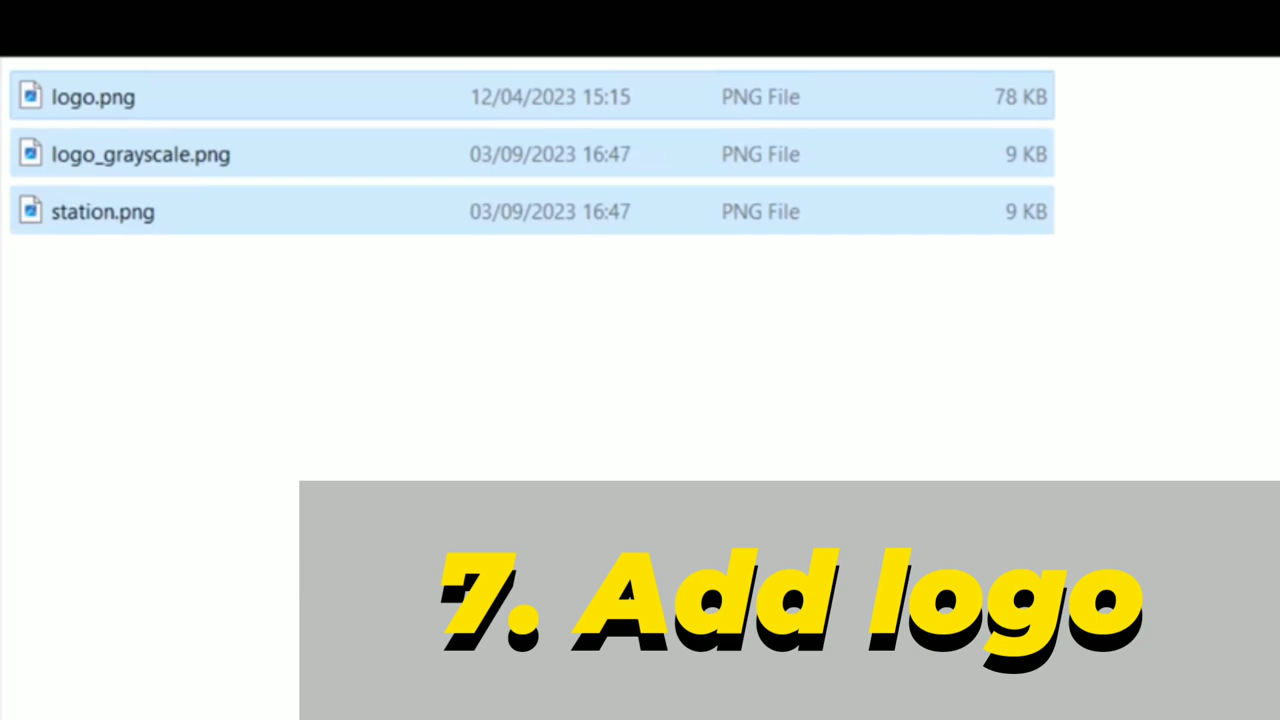 logo.png 12/04/2023 15:15 PNG File 78 KB
logo_grayscale.png 03/09/2023 16:47 PNG File 9 KB
station.png 03/09/2023 16:47 PNG File 9 KB
7. Add logo